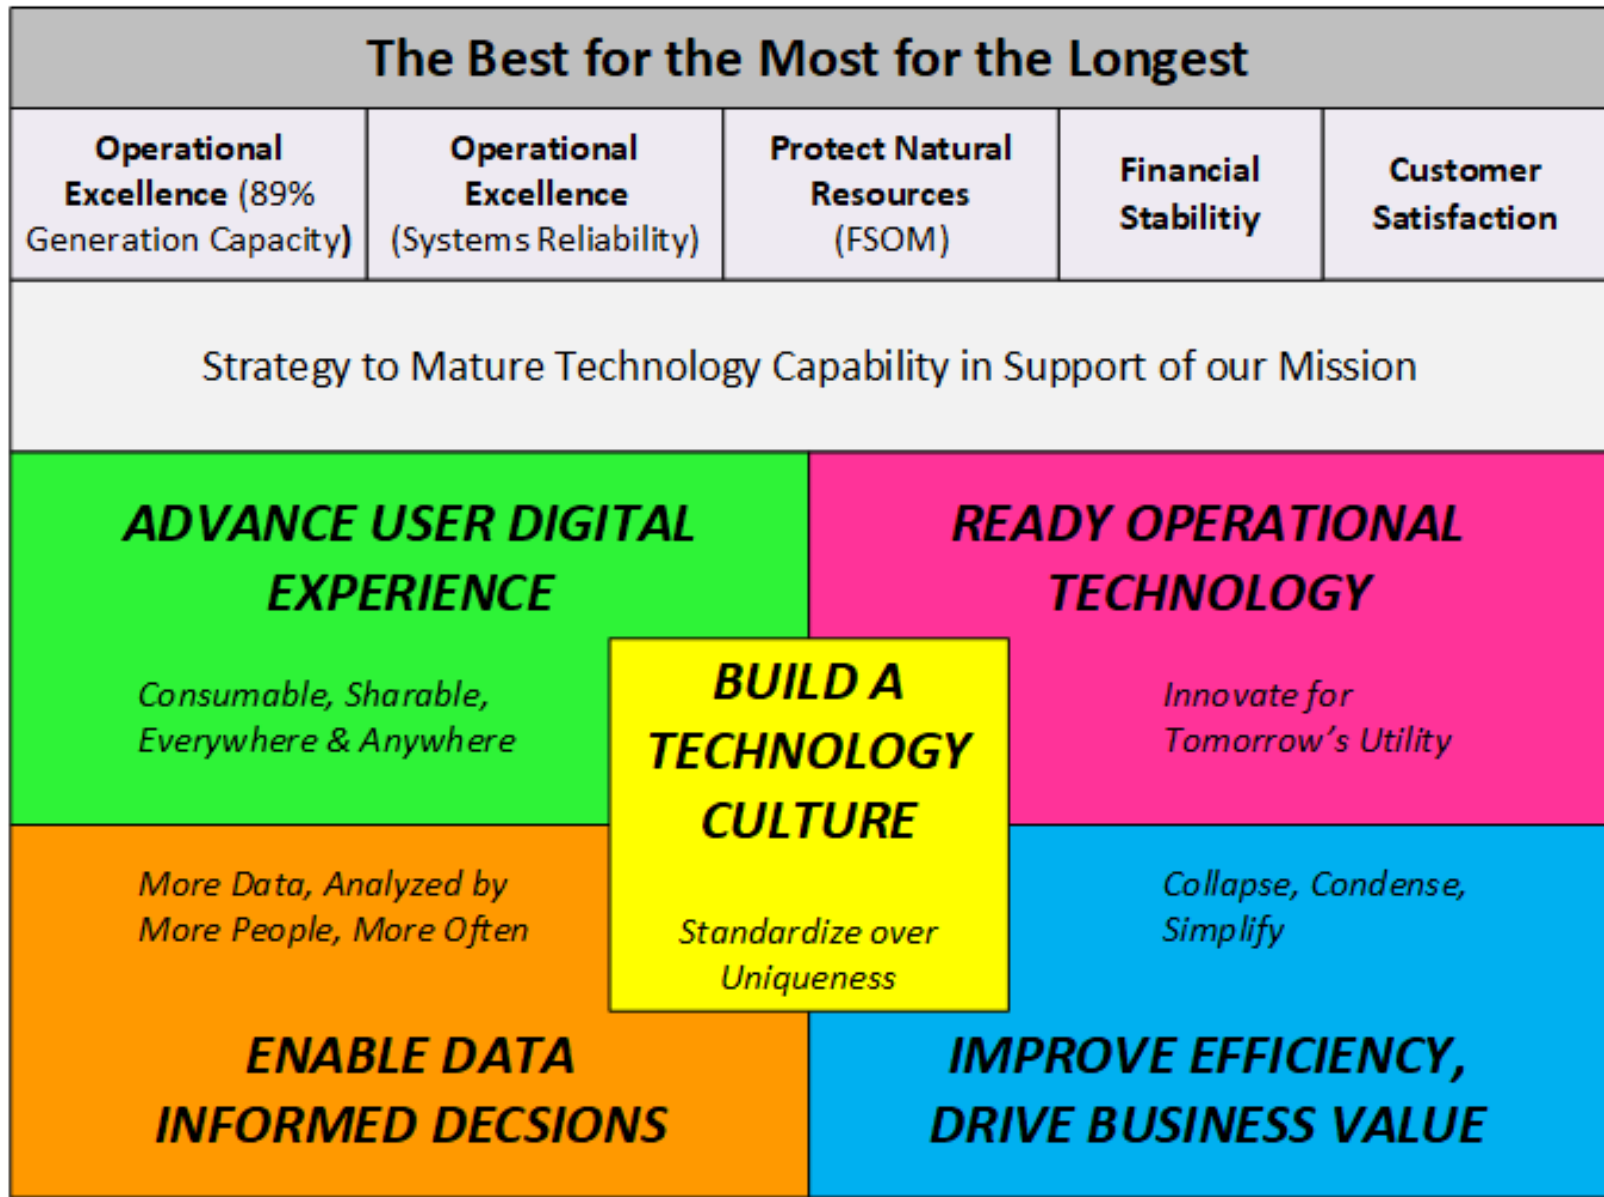 The Best for the Most for the Longest
Operational
Excellence (89%
Generation Capacity)
Operational
Excellence
(Systems Reliability)
Protect Natural
Resources
(FSOM)
Financial
Stabilitiy
Customer
Satisfaction
Strategy to Mature Technology Capability in Support of our Mission
ADVANCE USER DIGITAL
EXPERIENCE
Consumable, Sharable,
Everywhere & Anywhere
READY OPERATIONAL
TECHNOLOGY
Innovate for
Tomorrow’s Utility
BUILD A
TECHNOLOGY
CULTURE
Standardize over
Uniqueness
More Data, Analyzed by
More People, More Often
ENABLE DATA
INFORMED DECSIONS
Collapse, Condense,
Simplify
IMPROVE EFFICIENCY,
DRIVE BUSINESS VALUE